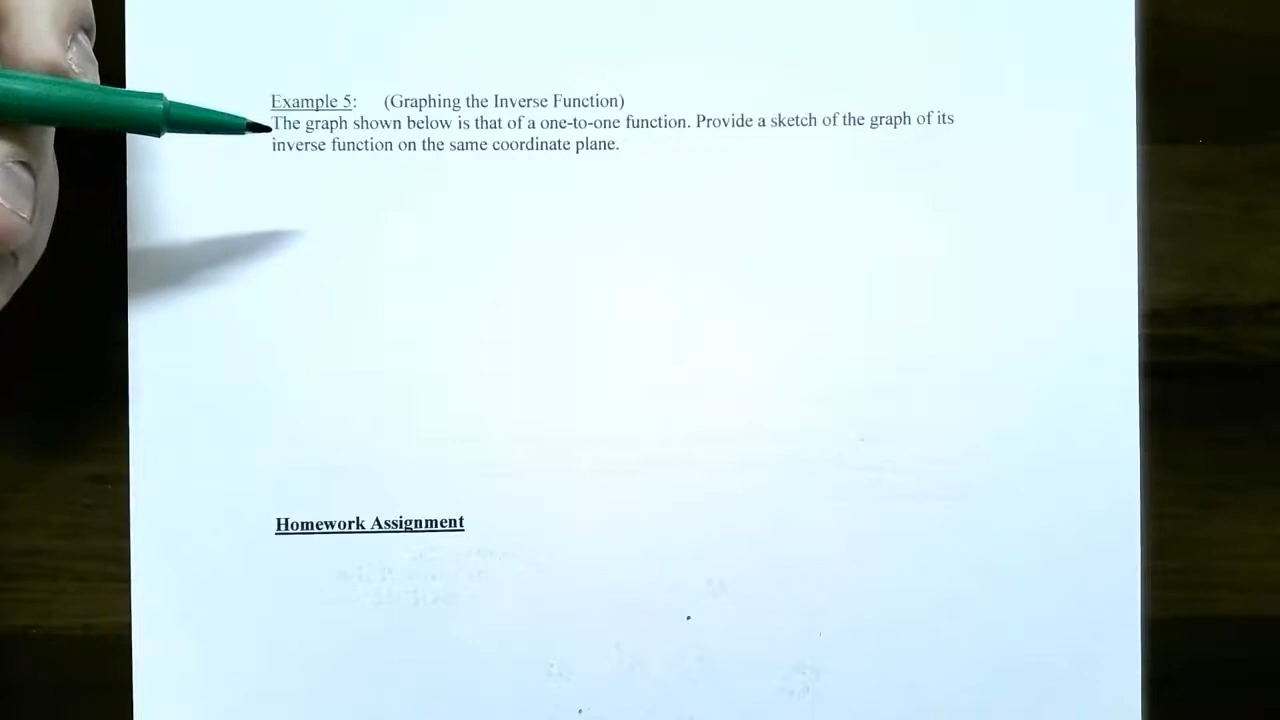 Example 5: (Graphing the Inverse Function)
The graph shown below is that of a one-to-one function. Provide a sketch of the graph of its
inverse function on the same coordinate plane.
Homework Assignment